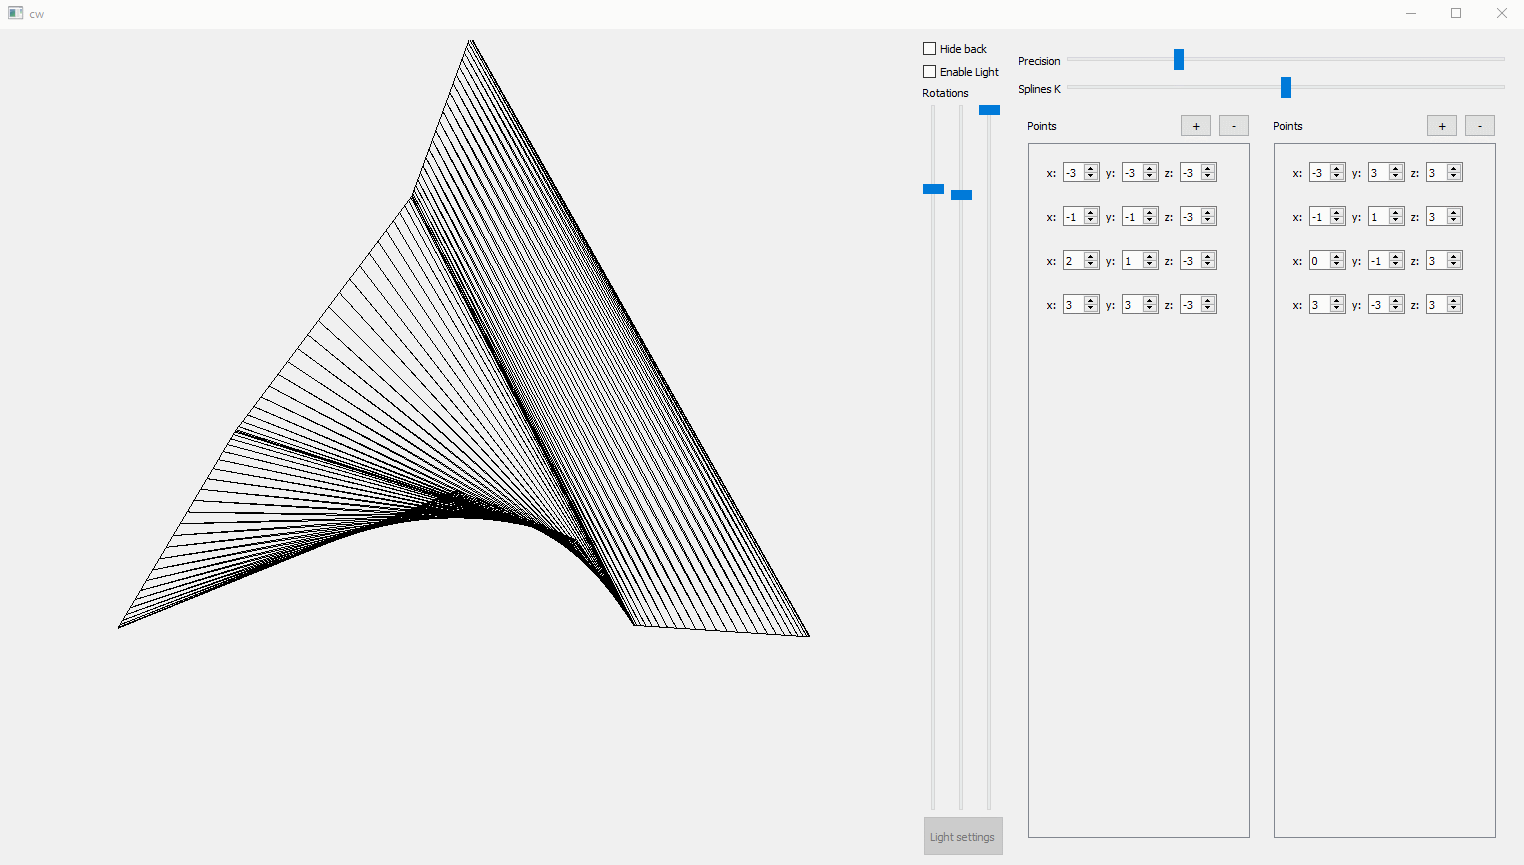 cw
Hide back
Enable Light
Rotations
Precision
Splines K
Points + -
x: -3 y: -3 z: -3
x: -1 y: -1 z: -3
x: 2 y: 1 z: -3
x: 3 y: 3 z: -3
Points + -
x: -3 y: 3 z: 3
x: -1 y: 1 z: 3
x: 0 y: -1 z: 3
x: 3 y: -3 z: 3
Light settings